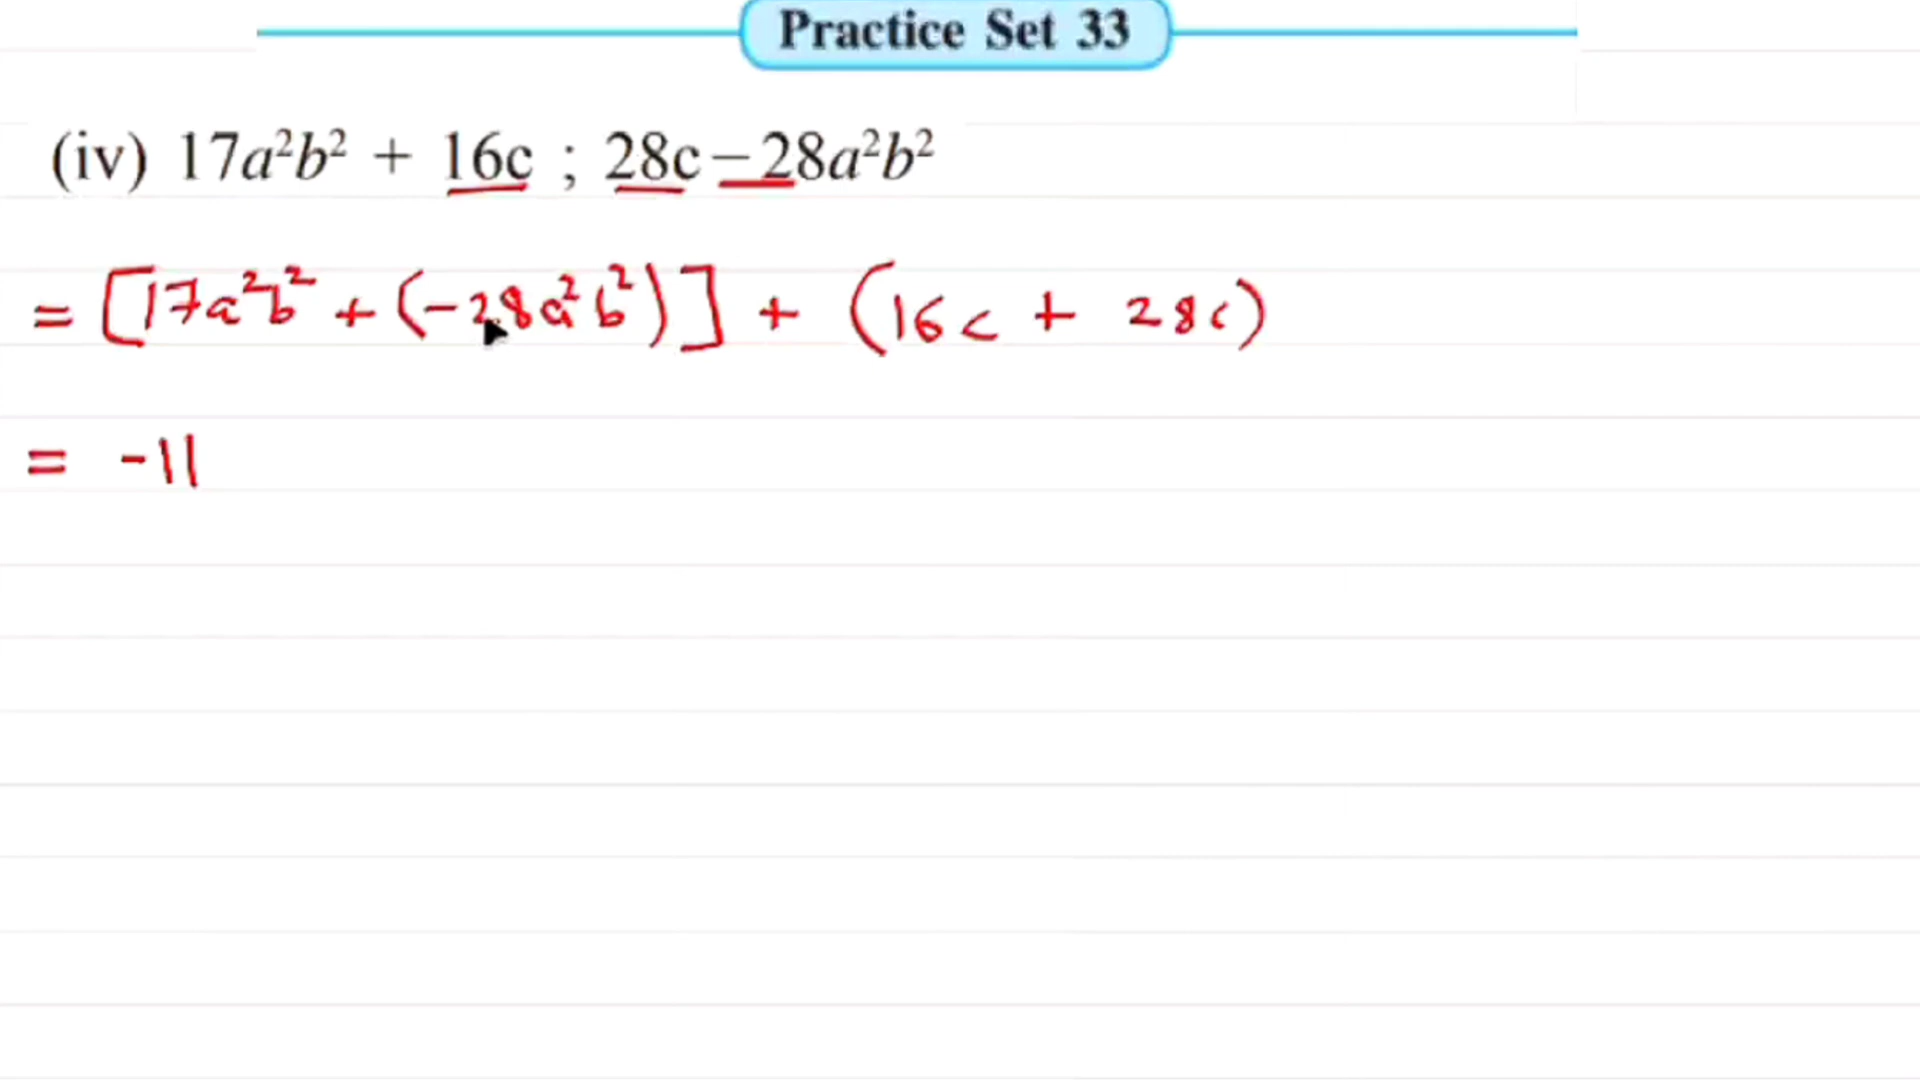 Practice Set 33
(iv) 17a²b² + 16c ; 28c − 28a²b²
= [17a²b² + (-28a²b²)] + (16c + 28c)
= -11